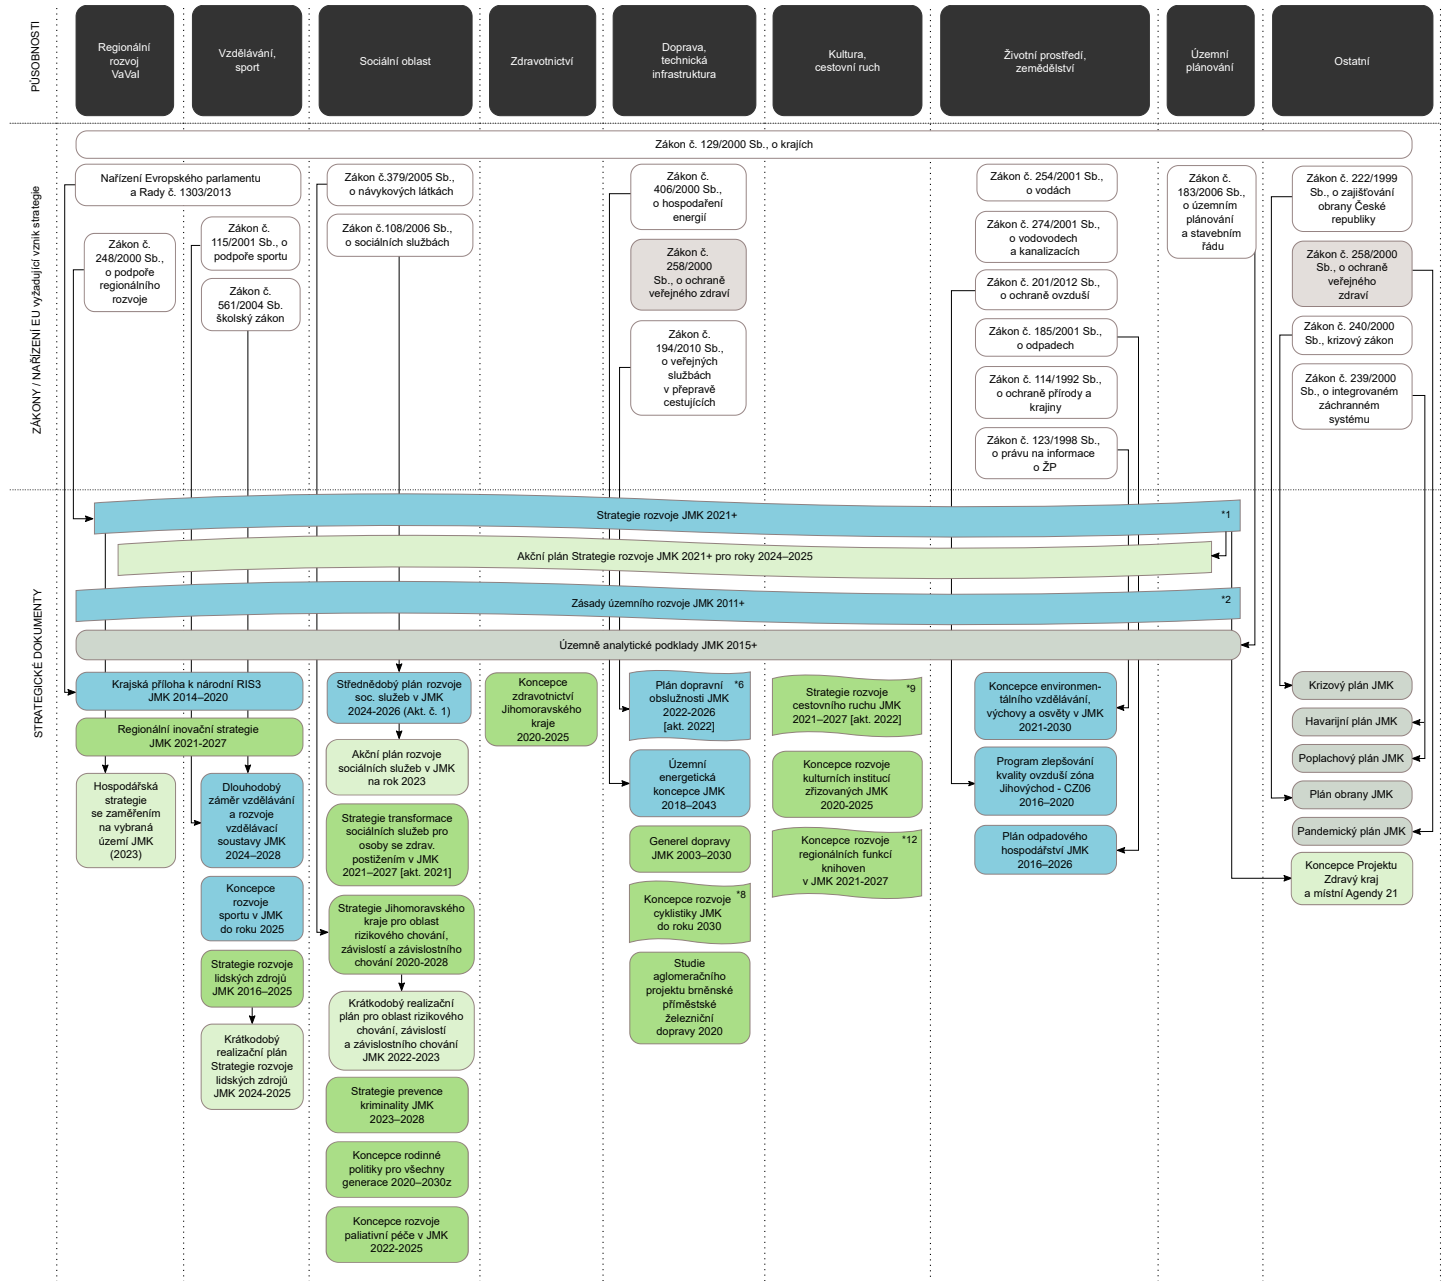 PŮSOBNOSTI
Regionální
rozvoj
VaVaI
Vzdělávání,
sport
Sociální oblast
Zdravotnictví
Doprava,
technická
infrastruktura
Kultura,
cestovní ruch
Životní prostředí,
zemědělství
Územní
plánování
Ostatní
ZÁKONY / NAŘÍZENÍ EU vyžadující vznik strategie
Zákon č. 129/2000 Sb., o krajích
Nařízení Evropského parlamentu
a Rady č. 1303/2013
Zákon č.
248/2000 Sb.,
o podpoře
regionálního
rozvoje
Zákon č.
115/2001 Sb., o
podpoře sportu
Zákon č.
561/2004 Sb.
školský zákon
Zákon č.379/2005 Sb.,
o návykových látkách
Zákon č.108/2006 Sb.,
o sociálních službách
Zákon č.
406/2000 Sb.,
o hospodaření
energií
Zákon č.
258/2000
Sb., o ochraně
veřejného zdraví
Zákon č.
194/2010 Sb.,
o veřejných
službách
v přepravě
cestujících
Zákon č. 254/2001 Sb.,
o vodách
Zákon č. 274/2001 Sb.,
o vodovodech
a kanalizacích
Zákon č. 201/2012 Sb.,
o ochraně ovzduší
Zákon č. 185/2001 Sb.,
o odpadech
Zákon č. 114/1992 Sb.,
o ochraně přírody a
krajiny
Zákon č. 123/1998 Sb.,
o právu na informace
o ŽP
Zákon č.
183/2006 Sb.,
o územním
plánování
a stavebním
řádu
Zákon č. 222/1999
Sb., o zajišťování
obrany České
republiky
Zákon č. 258/2000
Sb., o ochraně
veřejného
zdraví
Zákon č. 240/2000
Sb., krizový zákon
Zákon č. 239/2000
Sb., o integrovaném
záchranném
systému
STRATEGICKÉ DOKUMENTY
Strategie rozvoje JMK 2021+
*1
Akční plán Strategie rozvoje JMK 2021+ pro roky 2024–2025
Zásady územního rozvoje JMK 2011+
*2
Územně analytické podklady JMK 2015+
Krajská příloha k národní RIS3
JMK 2014–2020
Regionální inovační strategie
JMK 2021-2027
Hospodářská
strategie
se zaměřením
na vybraná
území JMK
(2023)
Dlouhodobý
záměr vzdělávání
a rozvoje
vzdělávací
soustavy JMK
2024–2028
Koncepce
rozvoje
sportu v JMK
do roku 2025
Strategie rozvoje
lidských zdrojů
JMK 2016–2025
Krátkodobý
realizační plán
Strategie rozvoje
lidských zdrojů
JMK 2024-2025
Střednědobý plán rozvoje
soc. služeb v JMK
2024-2026 (Akt. č. 1)
Akční plán rozvoje
sociálních služeb v JMK
na rok 2023
Strategie transformace
sociálních služeb pro
osoby se zdrav.
postižením v JMK
2021–2027 [akt. 2021]
Strategie Jihomoravského
kraje pro oblast
rizikového chování,
závislostí a závislostního
chování 2020-2028
Krátkodobý realizační
plán pro oblast rizikového
chování, závislostí
a závislostního chování
JMK 2022-2023
Strategie prevence
kriminality JMK
2023–2028
Koncepce rodinné
politiky pro všechny
generace 2020–2030z
Koncepce rozvoje
paliativní péče v JMK
2022-2025
Koncepce
zdravotnictví
Jihomoravského
kraje
2020-2025
Plán dopravní *6
obslužnosti JMK
2022-2026
[akt. 2022]
Územní
energetická
koncepce JMK
2018–2043
Generel dopravy
JMK 2003–2030
*8
Koncepce rozvoje
cyklistiky JMK
do roku 2030
Studie
aglomeračního
projektu brněnské
příměstské
železniční
dopravy 2020
Strategie rozvoje *9
cestovního ruchu JMK
2021–2027 [akt. 2022]
Koncepce rozvoje
kulturních institucí
zřizovaných JMK
2020-2025
Koncepce rozvoje *12
regionálních funkcí
knihoven
v JMK 2021-2027
Koncepce environmen-
tálního vzdělávání,
výchovy a osvěty v JMK
2021-2030
Program zlepšování
kvality ovzduší zóna
Jihovýchod - CZ06
2016–2020
Plán odpadového
hospodářství JMK
2016–2026
Krizový plán JMK
Havarijní plán JMK
Poplachový plán JMK
Plán obrany JMK
Pandemický plán JMK
Koncepce Projektu
Zdravý kraj
a místní Agendy 21